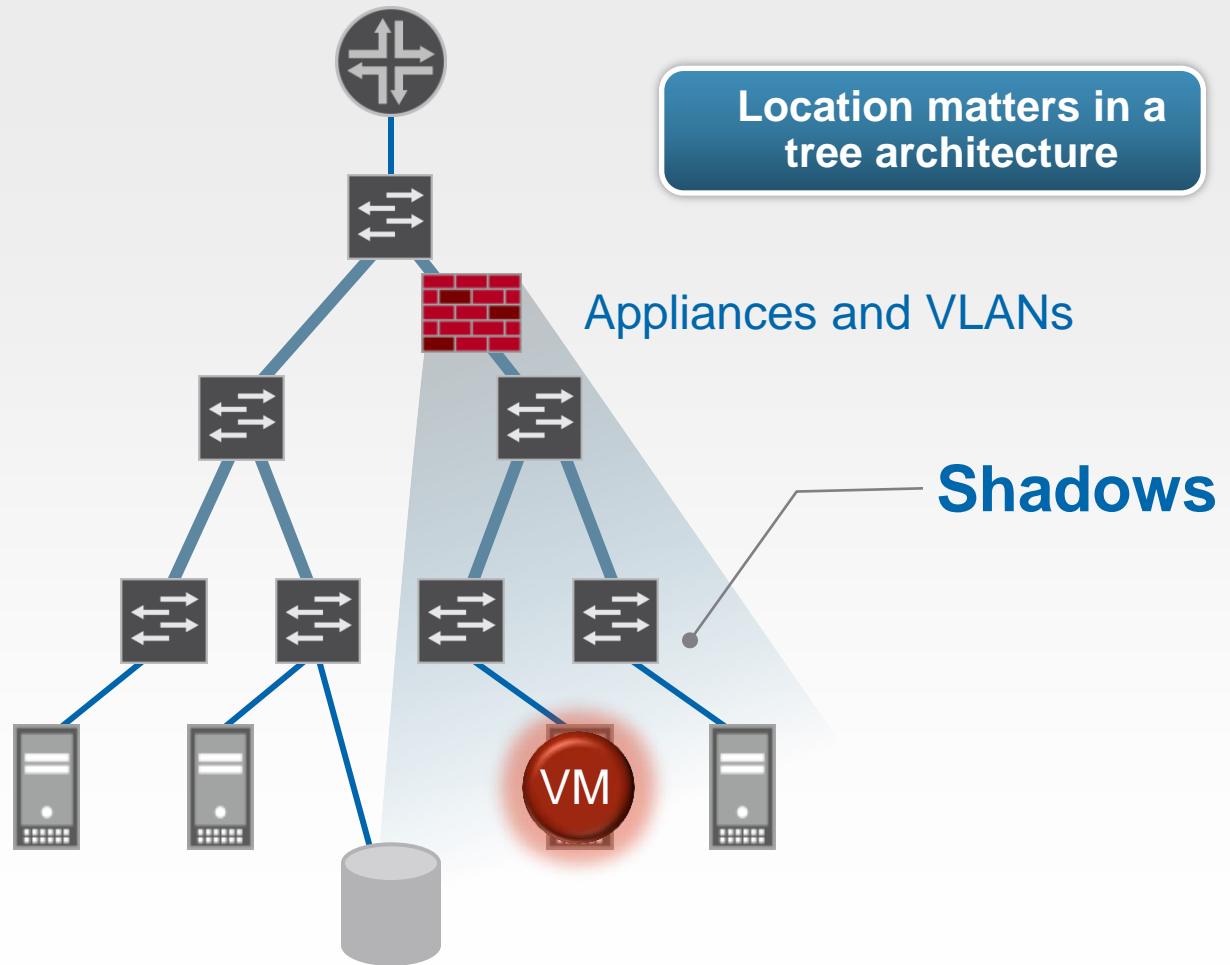 Location matters in a
tree architecture
Appliances and VLANs
Shadows
VM